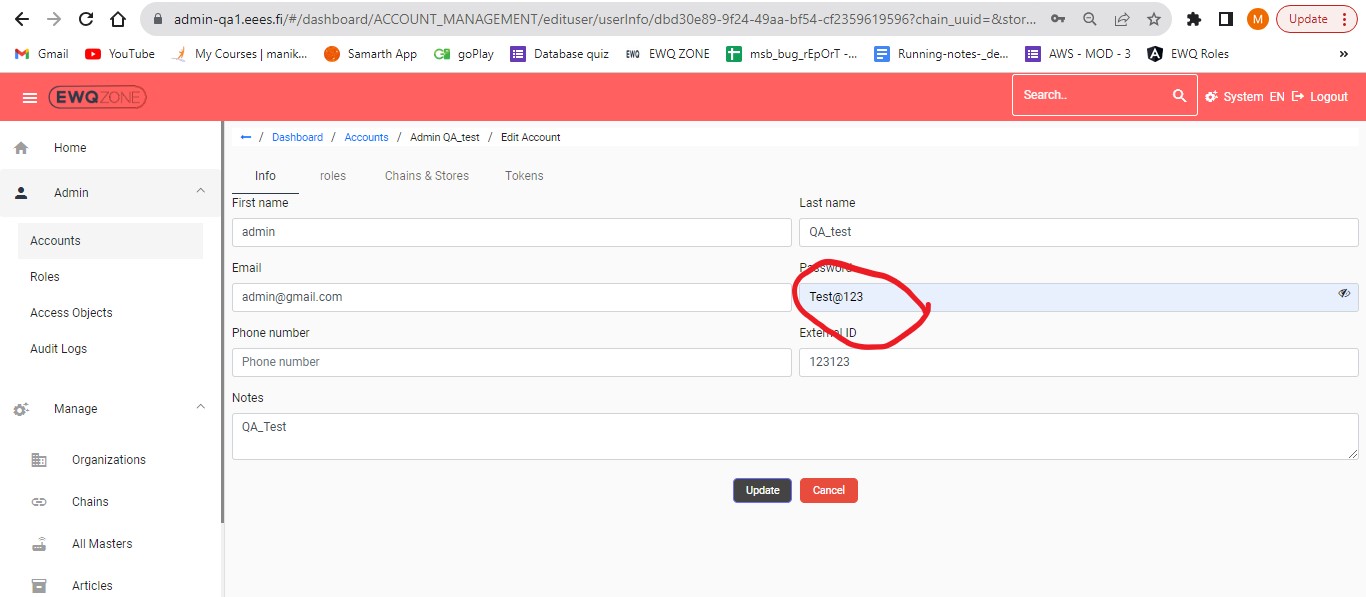 admin-qa1.eees.fi/#/dashboard/ACCOUNT_MANAGEMENT/edituser/userInfo/dbd30e89-9f24-49aa-bf54-cf2359619596?chain_uuid=&stor... M Update
Gmail YouTube My Courses | manik... Samarth App goPlay Database quiz EWQ EWQ ZONE msb_bug_rEpOrT -... Running-notes-_de... AWS - MOD - 3 EWQ Roles »
EWQZONE Search.. System EN Logout
← / Dashboard / Accounts / Admin QA_test / Edit Account
Home
Info roles Chains & Stores Tokens
Admin
First name Last name
admin QA_test
Accounts
Email Password
Roles
admin@gmail.com Test@123
Access Objects
Phone number External ID
Audit Logs
Phone number 123123
Notes
Manage
QA_Test
Organizations
Update Cancel
Chains
All Masters
Articles